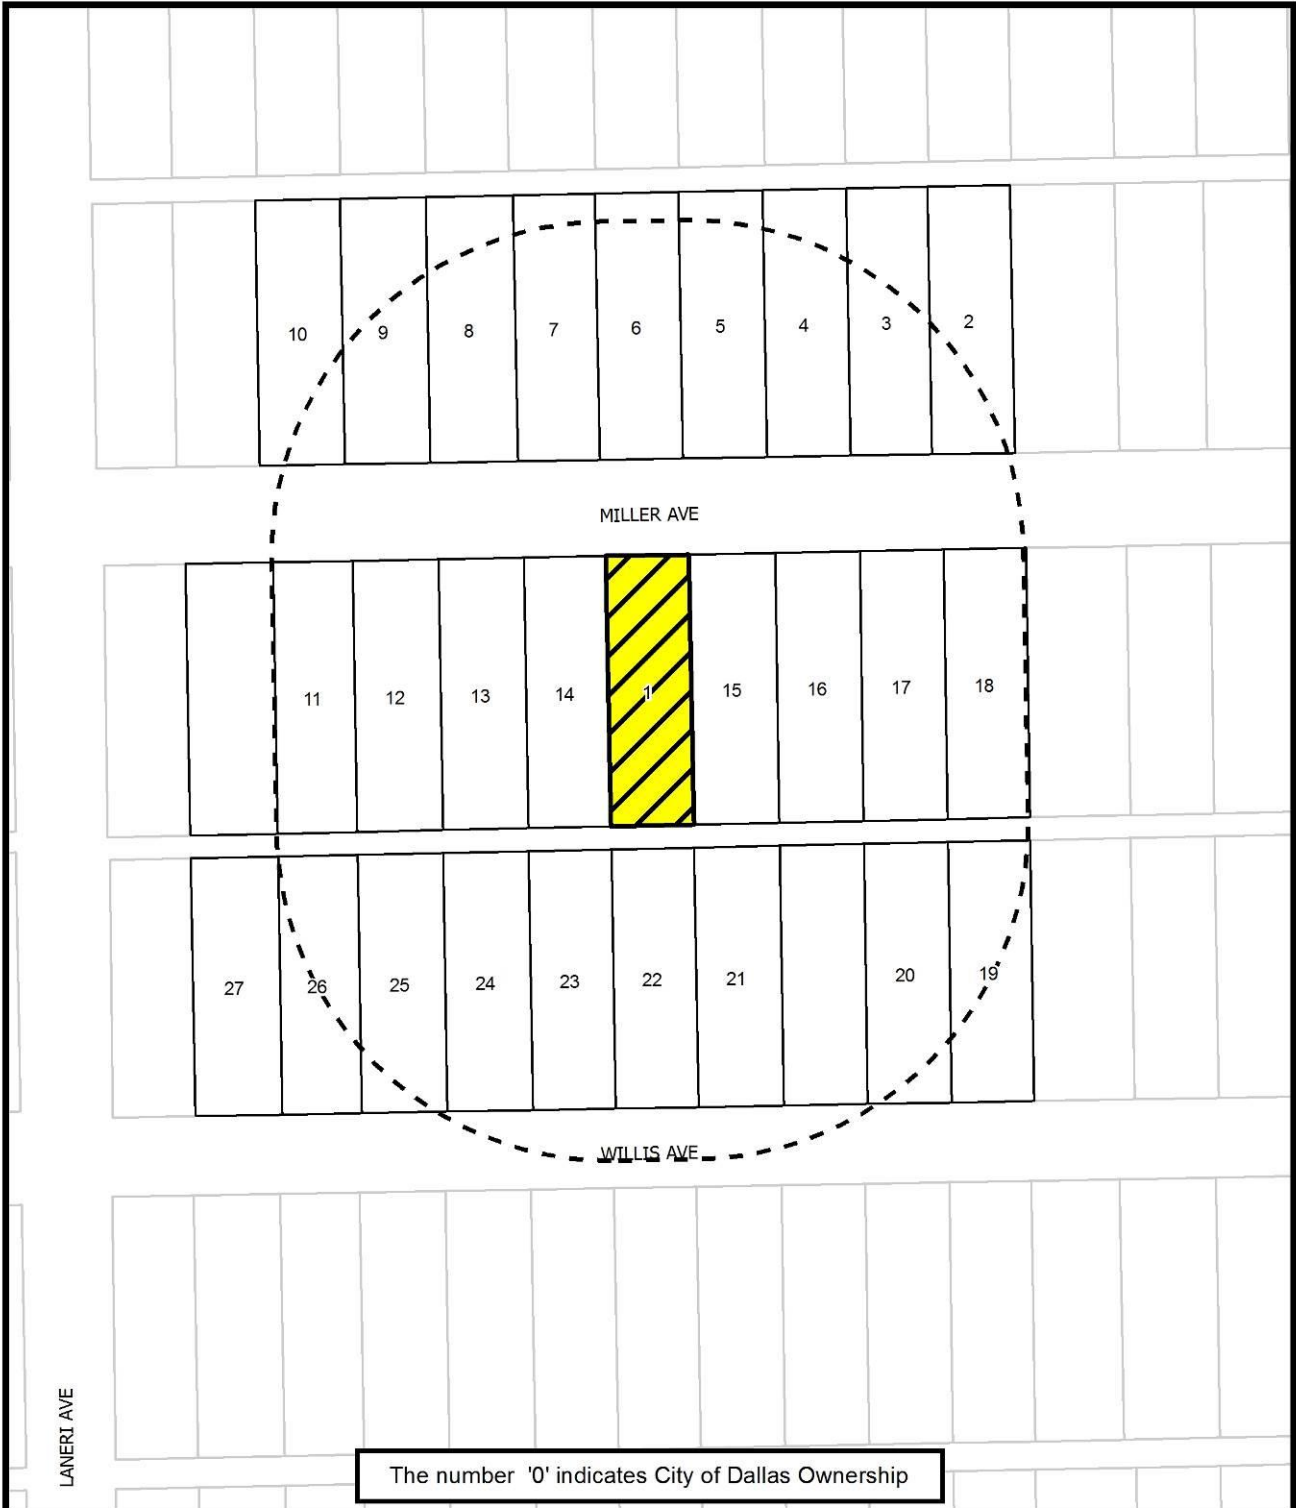 10 9 8 7 6 5 4 3 2
MILLER AVE
11 12 13 14 1 15 16 17 18
27 26 25 24 23 22 21 20 19
WILLIS AVE
LANERI AVE
The number '0' indicates City of Dallas Ownership